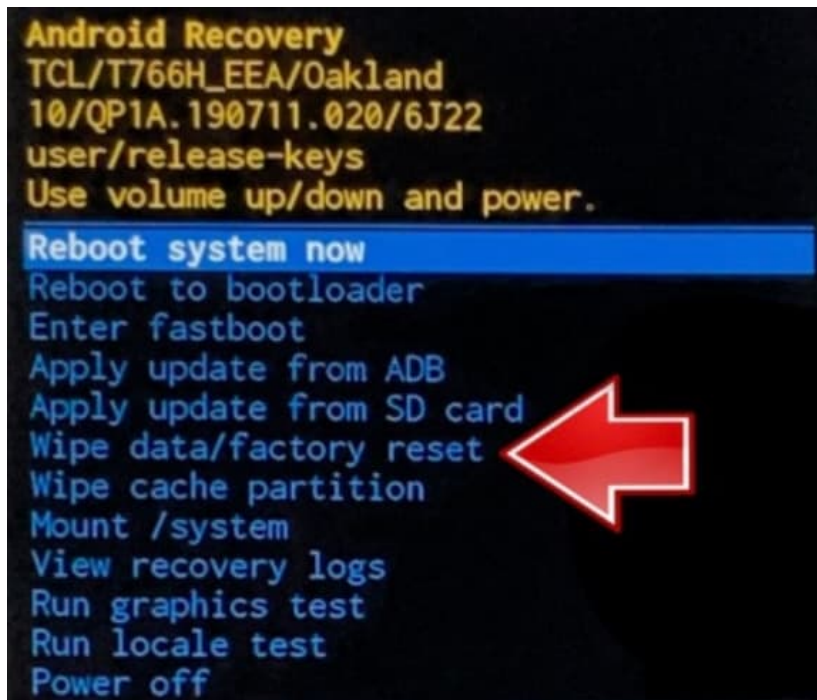 Android Recovery
TCL/T766H_EEA/Oakland
10/QP1A.190711.020/6J22
user/release-keys
Use volume up/down and power.
Reboot system now
Reboot to bootloader
Enter fastboot
Apply update from ADB
Apply update from SD card
Wipe data/factory reset
Wipe cache partition
Mount /system
View recovery logs
Run graphics test
Run locale test
Power off